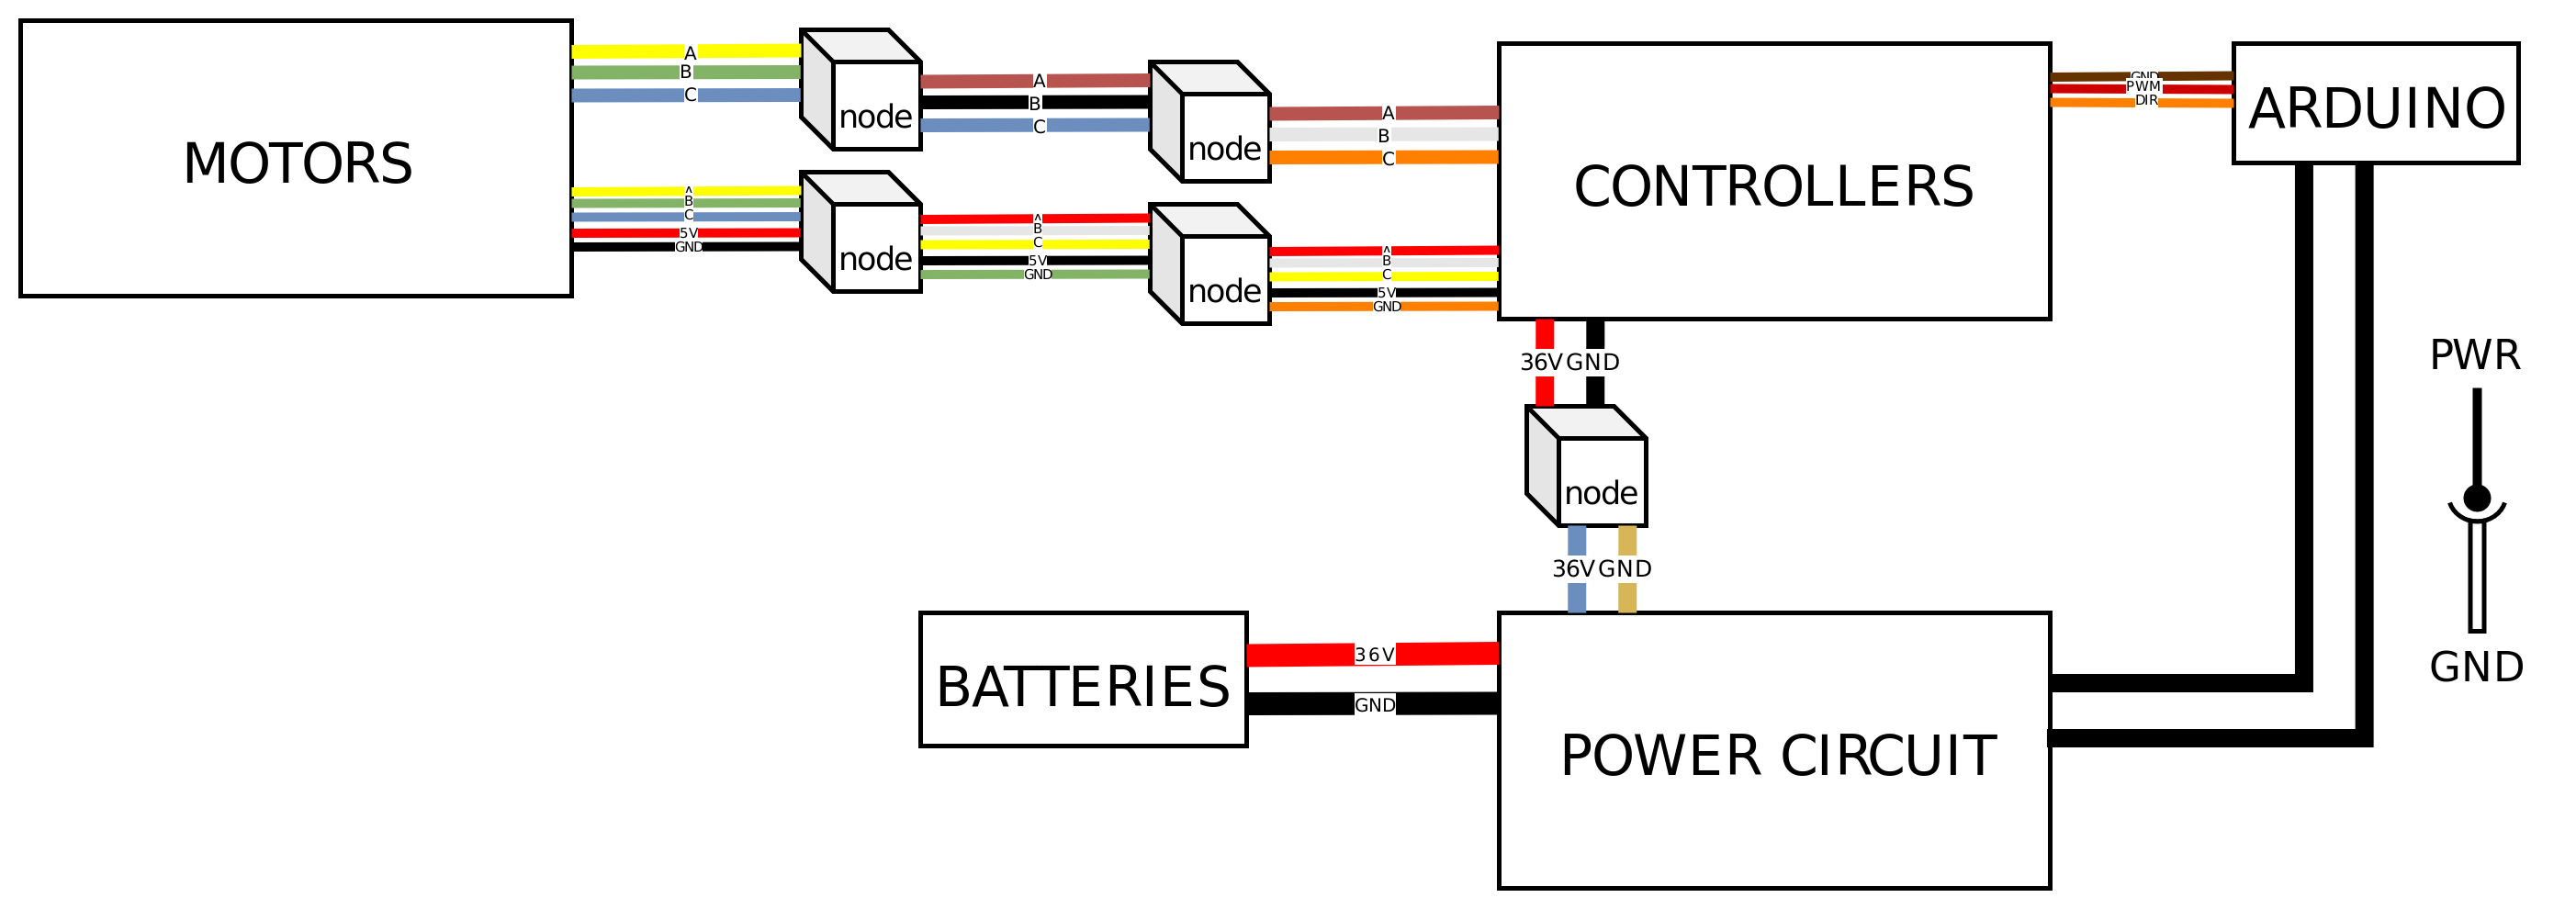 MOTORS
A
B
C
node
A
B
C
node
A
B
C
A
B
C
5V
GND
node
A
B
C
5V
GND
node
A
B
C
5V
GND
CONTROLLERS
GND
PWM
DIR
ARDUINO
36V GND
node
36V GND
BATTERIES
36V
GND
POWER CIRCUIT
PWR
GND